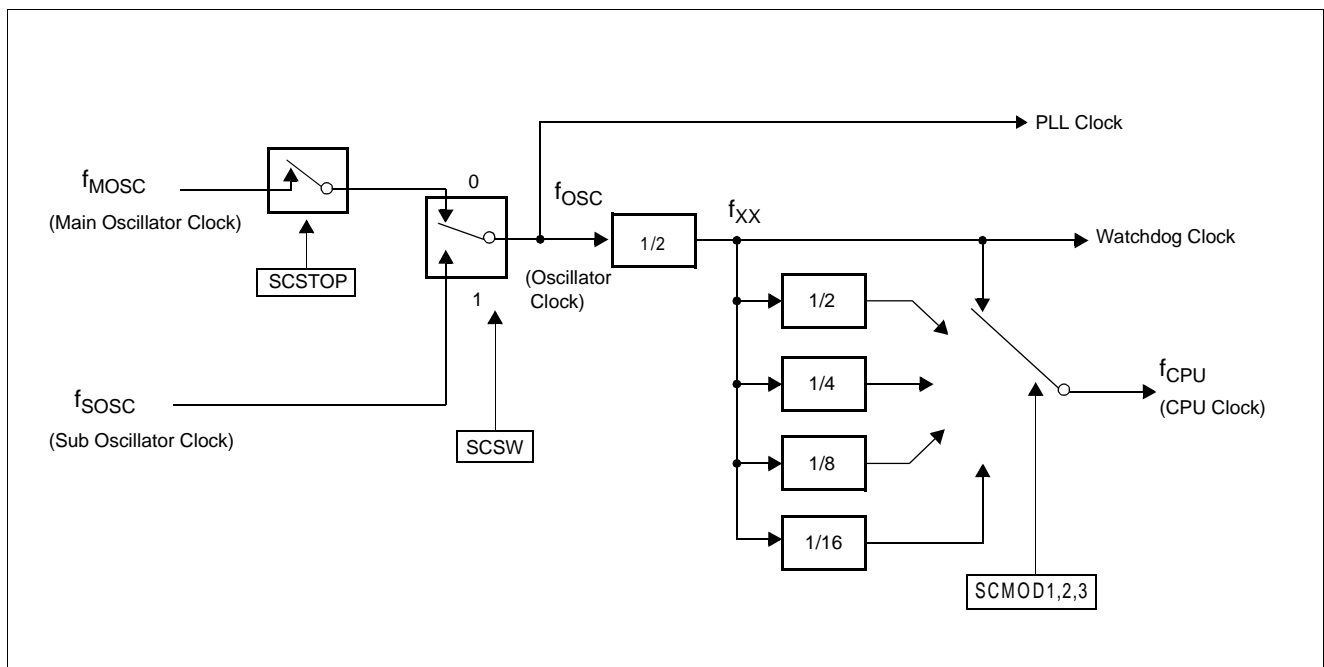 PLL Clock
fMOSC
(Main Oscillator Clock)
SCSTOP
0
1
fOSC
(Oscillator
Clock)
1/2
fXX
Watchdog Clock
1/2
1/4
1/8
1/16
fCPU
(CPU Clock)
fSOSC
(Sub Oscillator Clock)
SCSW
SCMOD1,2,3